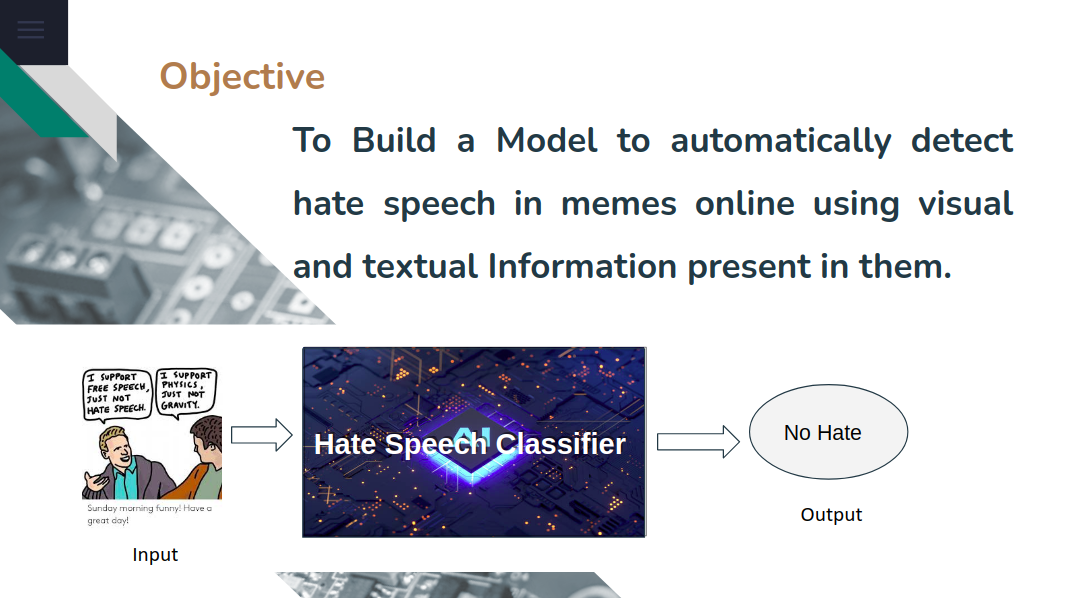 Objective
To Build a Model to automatically detect
hate speech in memes online using visual
and textual Information present in them.
I SUPPORT
FREE SPEECH,
JUST NOT
HATE SPEECH.
I SUPPORT
PHYSICS,
JUST NOT
GRAVITY.
Sunday morning funny! Have a
great day!
Input
AI
Hate Speech Classifier
No Hate
Output